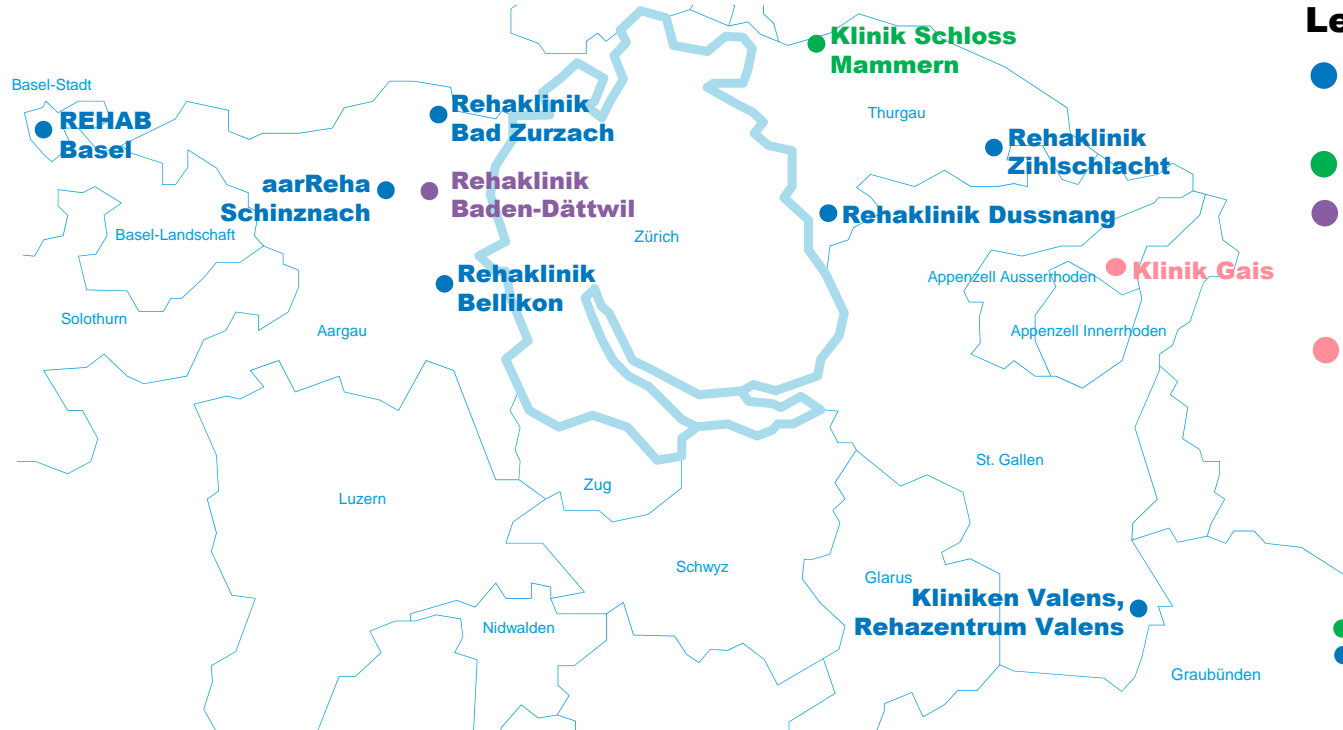 Le
Klinik Schloss
Mammern
Basel-Stadt
REHAB
Basel
Rehaklinik
Bad Zurzach
Thurgau
Rehaklinik
Zihlschlacht
aarReha
Schinznach
Rehaklinik
Baden-Dättwil
Rehaklinik Dussnang
Basel-Landschaft
Zürich
Rehaklinik
Bellikon
Appenzell Ausserrhoden
Klinik Gais
Solothurn
Aargau
Appenzell Innerrhoden
St. Gallen
Luzern
Zug
Schwyz
Glarus
Kliniken Valens,
Rehazentrum Valens
Nidwalden
Graubünden